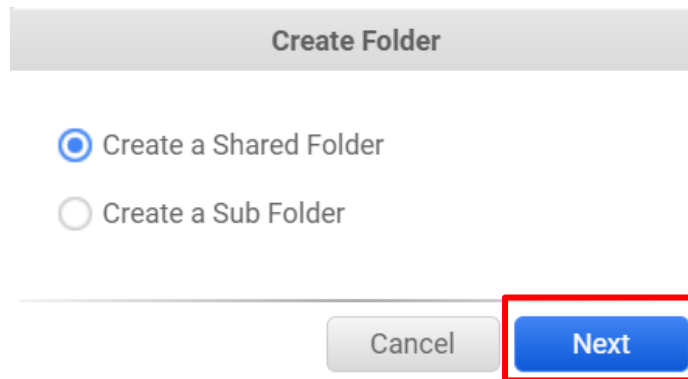 Create Folder
Create a Shared Folder
Create a Sub Folder
Cancel Next